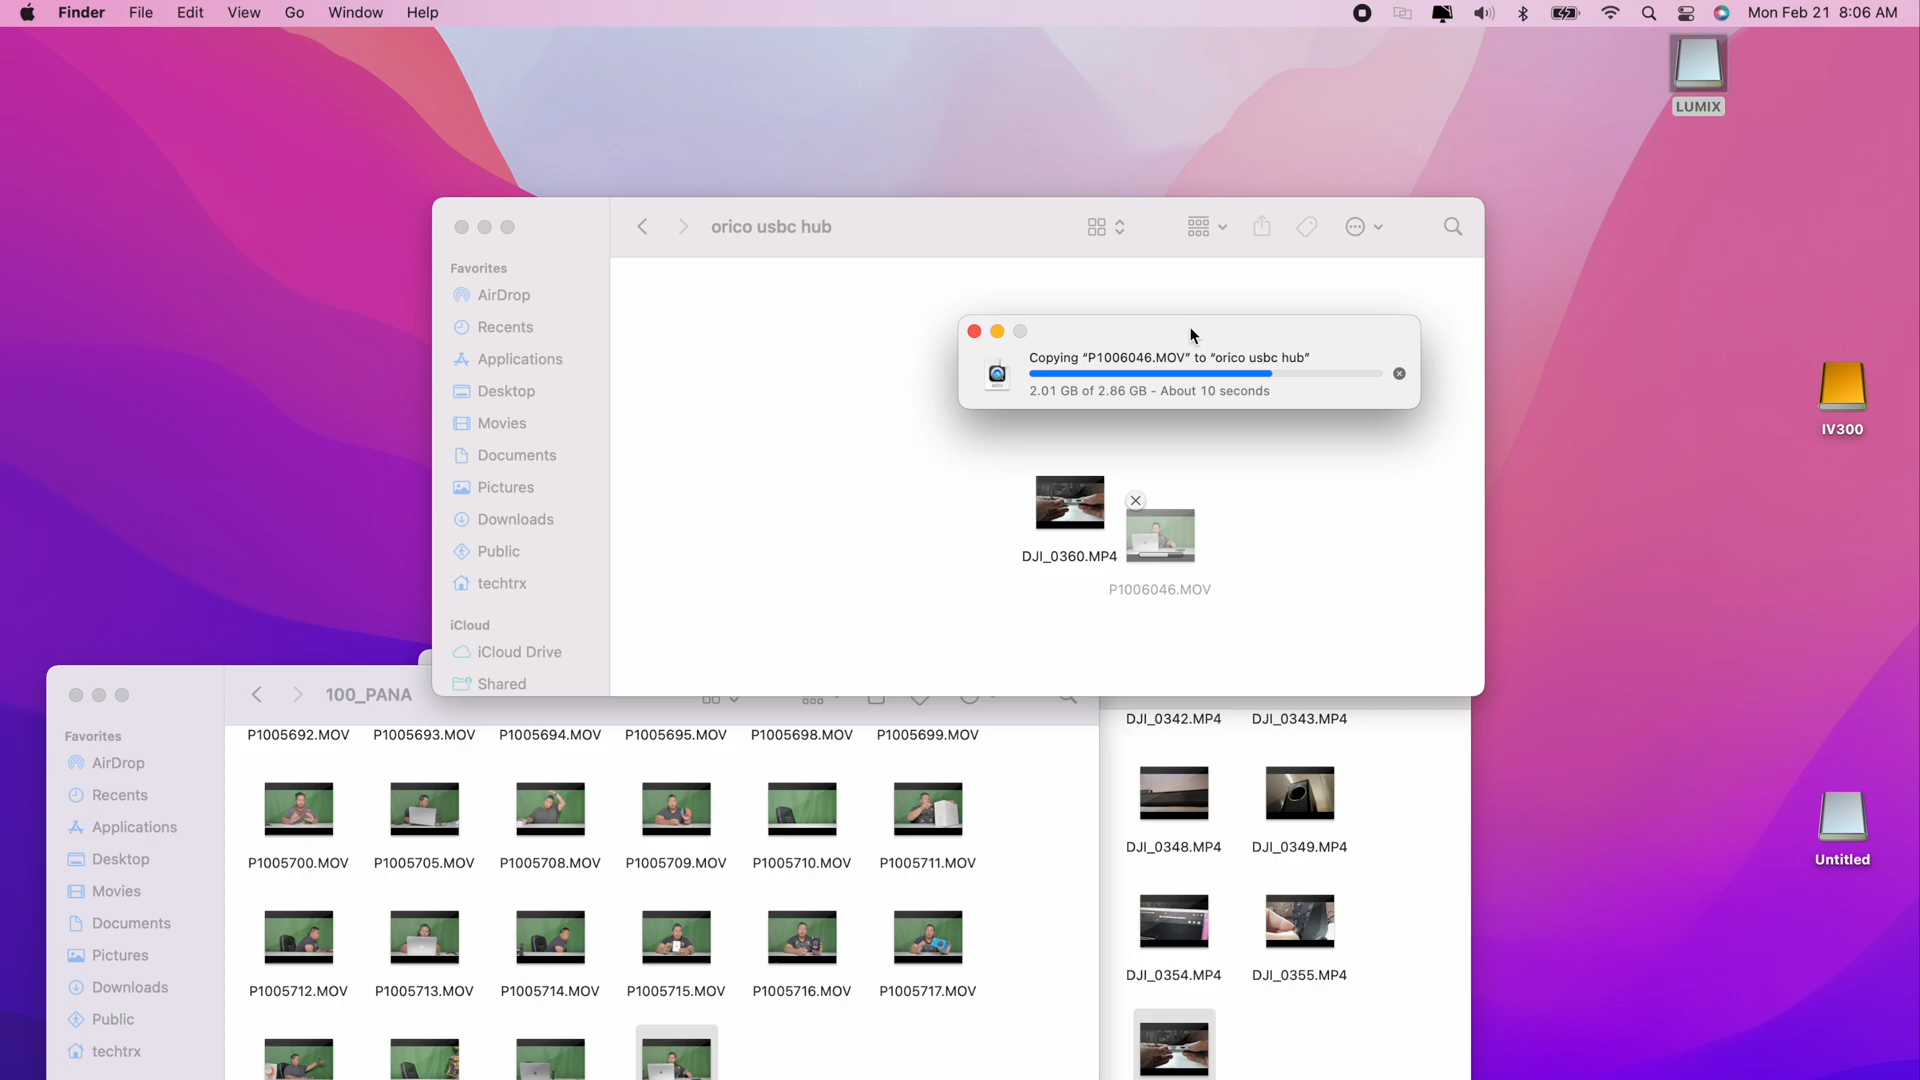 Finder File Edit View Go Window Help
Mon Feb 21 8:06 AM
LUMIX
IV300
Untitled
orico usbc hub
Favorites
AirDrop
Recents
Applications
Desktop
Movies
Documents
Pictures
Downloads
Public
techtrx
iCloud
iCloud Drive
Shared
Copying “P1006046.MOV” to “orico usbc hub”
2.01 GB of 2.86 GB - About 10 seconds
DJI_0360.MP4
P1006046.MOV
100_PANA
Favorites
AirDrop
Recents
Applications
Desktop
Movies
Documents
Pictures
Downloads
Public
techtrx
P1005692.MOV P1005693.MOV P1005694.MOV P1005695.MOV P1005698.MOV P1005699.MOV
P1005700.MOV P1005705.MOV P1005708.MOV P1005709.MOV P1005710.MOV P1005711.MOV
P1005712.MOV P1005713.MOV P1005714.MOV P1005715.MOV P1005716.MOV P1005717.MOV
DJI_0342.MP4 DJI_0343.MP4
DJI_0348.MP4 DJI_0349.MP4
DJI_0354.MP4 DJI_0355.MP4